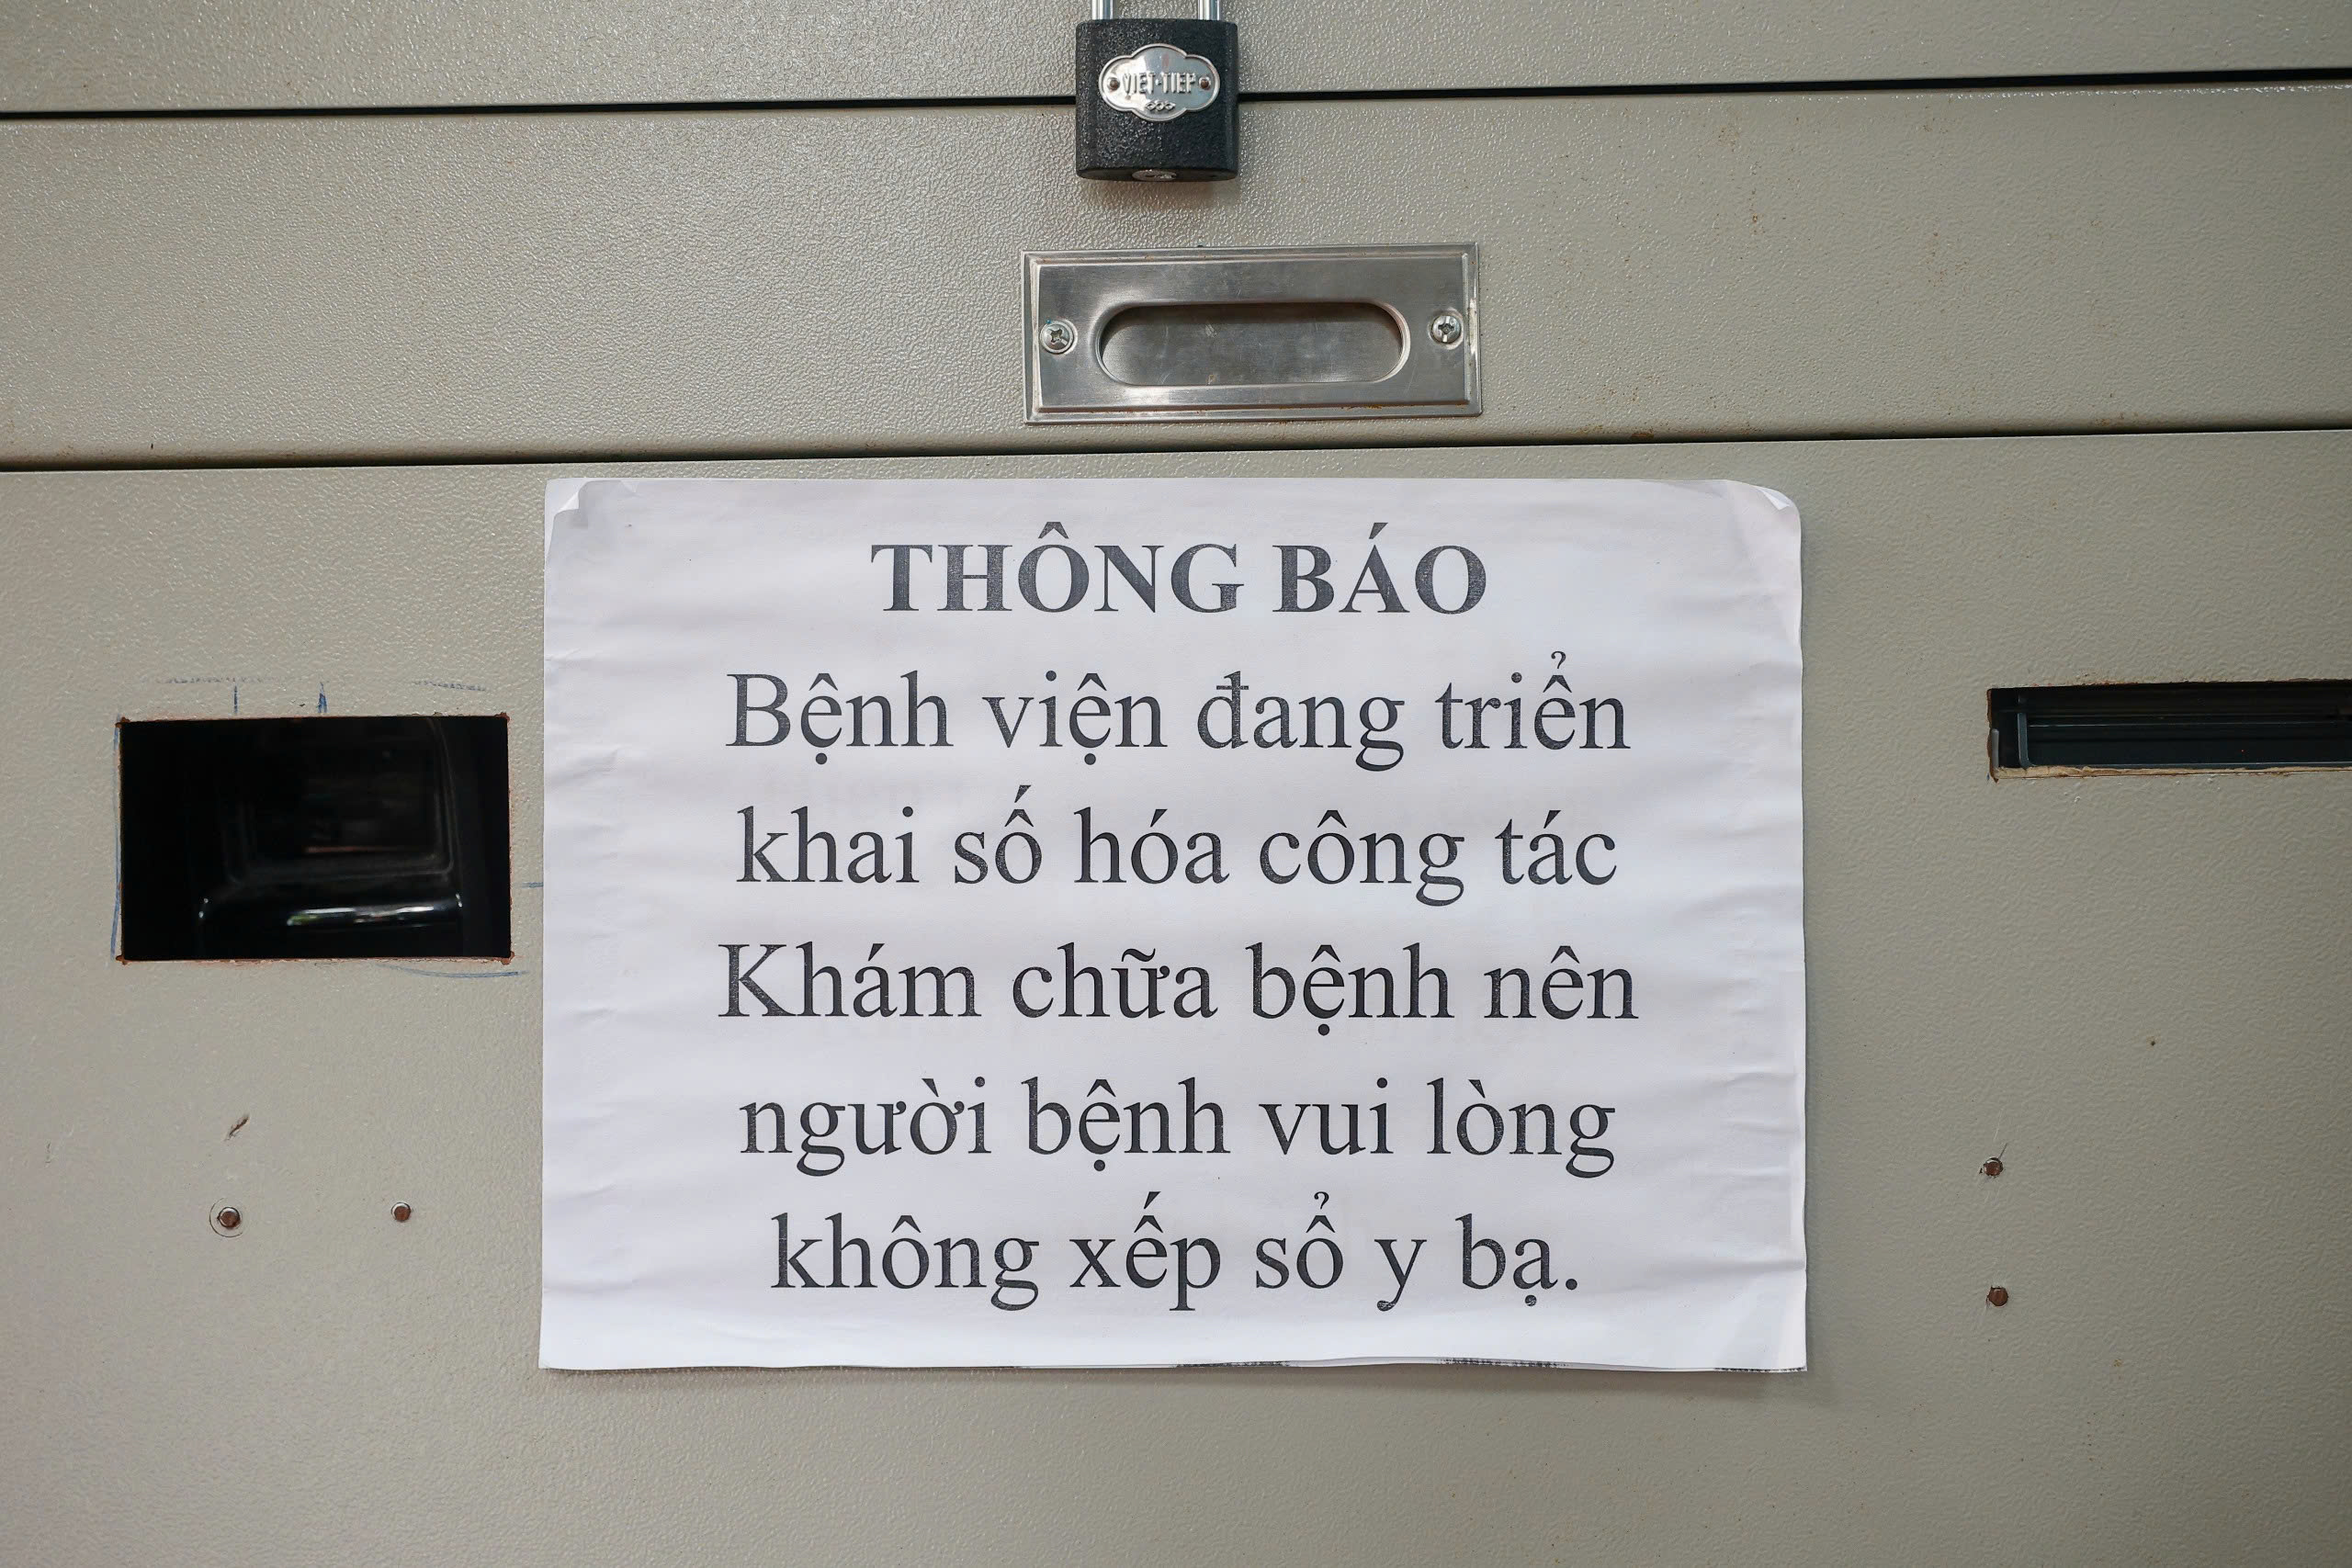 VIỆT-TIỆP
THÔNG BÁO
Bệnh viện đang triển
khai số hóa công tác
Khám chữa bệnh nên
người bệnh vui lòng
không xếp sổ y bạ.